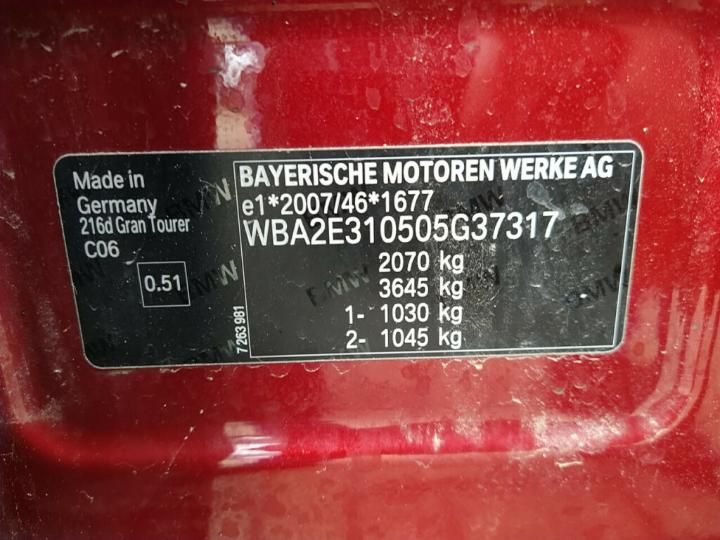 Made in
Germany
216d Gran Tourer
C06
0.51
7 263 981
BAYERISCHE MOTOREN WERKE AG
e1*2007/46*1677
WBA2E310505G37317
2070 kg
3645 kg
1- 1030 kg
2- 1045 kg